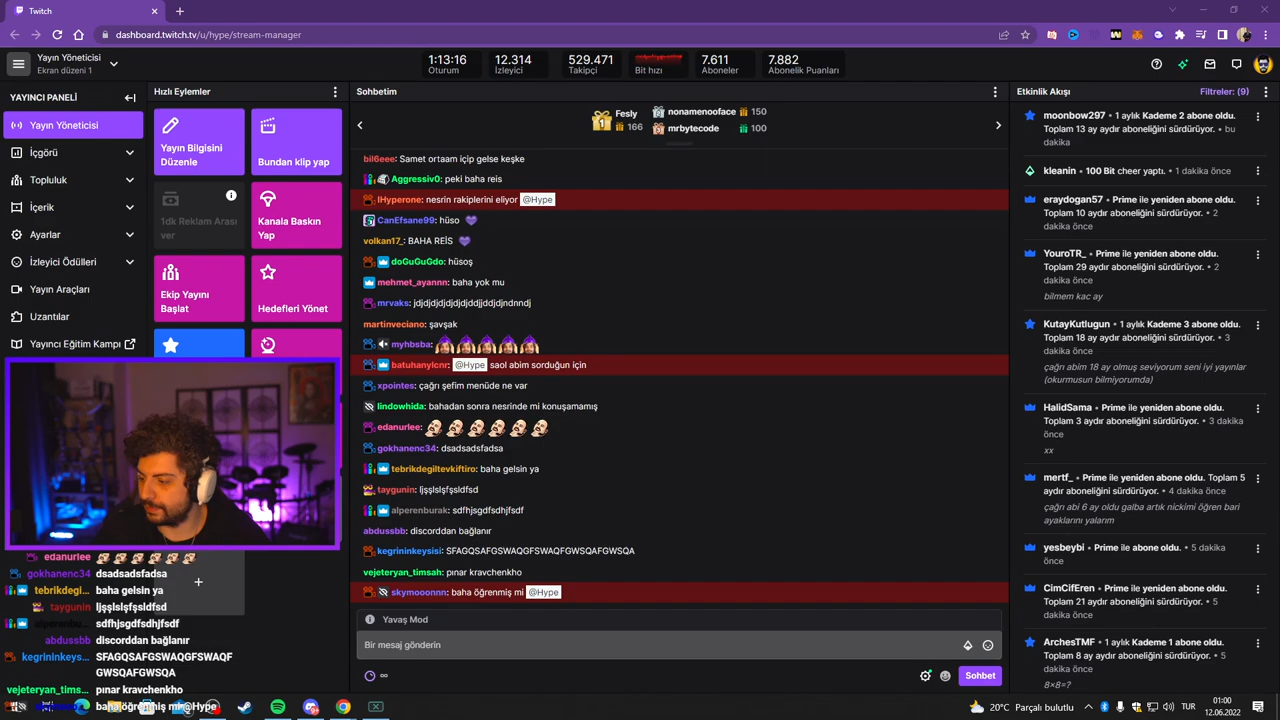 Twitch
dashboard.twitch.tv/u/hype/stream-manager
Yayın Yöneticisi
Ekran düzeni 1
1:13:16
Oturum
12.314
İzleyici
529.471
Takipçi
Bit hızı
7.611
Aboneler
7.882
Abonelik Puanları
YAYINCI PANELİ
Yayın Yöneticisi
İçgörü
Topluluk
İçerik
Ayarlar
İzleyici Ödülleri
Yayın Araçları
Uzantılar
Yayıncı Eğitim Kampı
Hızlı Eylemler
Yayın Bilgisini
Düzenle
Bundan klip yap
1dk Reklam Arası
ver
Kanala Baskın
Yap
Ekip Yayını
Başlat
Hedefleri Yönet
edanurlee
gokhanenc34 dsadsadsfadsa
tebrikdegi... baha gelsin ya
taygunin ljşşlslşfşsldfsd
alperenbura... sdfhjsgdfsdhjfsdf
abdussbb discorddan bağlanır
kegrininkeys... SFAGQSAFGSWAQGFSWAQF
GWSQAFGWSQA
vejeteryan_tims... pınar kravchenkho
baha öğrenmiş mi @Hype
Sohbetim
Fesly
166
nonamenooface 150
mrbytecode 100
bil6eee: Samet ortaam içip gelse keşke
Aggressiv0: peki baha reis
IHyperone: nesrin rakiplerini eliyor @Hype
CanEfsane99: hüso
volkan17_: BAHA REİS
doGuGuGdo: hüsoş
mehmet_ayannn: baha yok mu
mrvaks: jdjdjdjdjdjdjddjjddjdjndnndj
martinveciano: şavşak
myhbsba:
batuhanylcnr: @Hype saol abim sorduğun için
xpointes: çağrı şefim menüde ne var
lindowhida: bahadan sonra nesrinde mi konuşamamış
edanurlee:
gokhanenc34: dsadsadsfadsa
tebrikdegiltevkiftiro: baha gelsin ya
taygunin: ljşşlslşfşsldfsd
alperenburak: sdfhjsgdfsdhjfsdf
abdussbb: discorddan bağlanır
kegrininkeysisi: SFAGQSAFGSWAQGFSWAQFGWSQAFGWSQA
vejeteryan_timsah: pınar kravchenkho
skymooonnn: baha öğrenmiş mi @Hype
Yavaş Mod
Bir mesaj gönderin
Sohbet
Etkinlik Akışı
Filtreler: (9)
moonbow297 • 1 aylık Kademe 2 abone oldu.
Toplam 13 ay aboneliğini sürdürüyor. • bu
dakika
kleanin • 100 Bit cheer yaptı. • 1 dakika önce
eraydogan57 • Prime ile yeniden abone oldu.
Toplam 10 aydır aboneliğini sürdürüyor. • 2
dakika önce
YouroTR_ • Prime ile yeniden abone oldu.
Toplam 29 aydır aboneliğini sürdürüyor. • 2
dakika önce
bilmem kac ay
KutayKutlugun • 1 aylık Kademe 3 abone oldu.
Toplam 18 ay aboneliğini sürdürüyor. • 3
dakika önce
çağrı abim 18 ay olmuş seviyorum seni iyi yayınlar
(okurmusun bilmiyorumda)
HalidSama • Prime ile yeniden abone oldu.
Toplam 3 aydır aboneliğini sürdürüyor. • 3 dakika
önce
xx
mertf_ • Prime ile yeniden abone oldu. Toplam 5
aydır aboneliğini sürdürüyor. • 4 dakika önce
çağrı abi 6 ay oldu galba artık nickimi öğren bari
ayaklarını yalarım
yesbeybi • Prime ile abone oldu. • 5 dakika
önce
CimCifEren • Prime ile yeniden abone oldu.
Toplam 21 aydır aboneliğini sürdürüyor. • 5
dakika önce
ArchesTMF • 1 aylık Kademe 1 abone oldu.
Toplam 8 ay aboneliğini sürdürüyor. • 5
dakika önce
8×8=?
20°C Parçalı bulutlu
TUR
01:00
12.06.2022